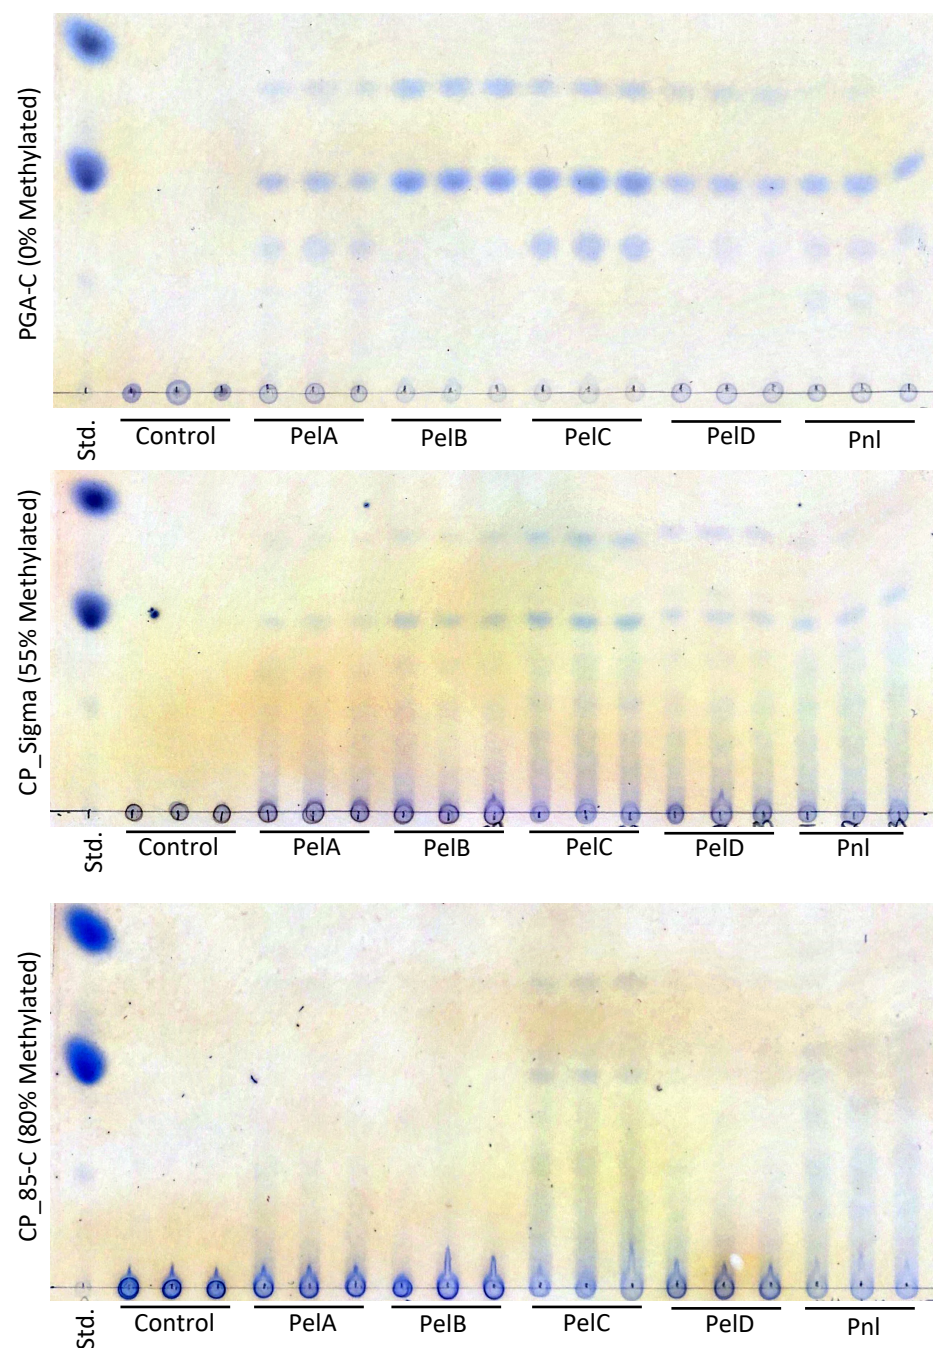 PGA-C (0% Methylated)
Std.
Control
PelA
PelB
PelC
PelD
Pnl
CP_Sigma (55% Methylated)
Std.
Control
PelA
PelB
PelC
PelD
Pnl
CP_85-C (80% Methylated)
Std.
Control
PelA
PelB
PelC
PelD
Pnl